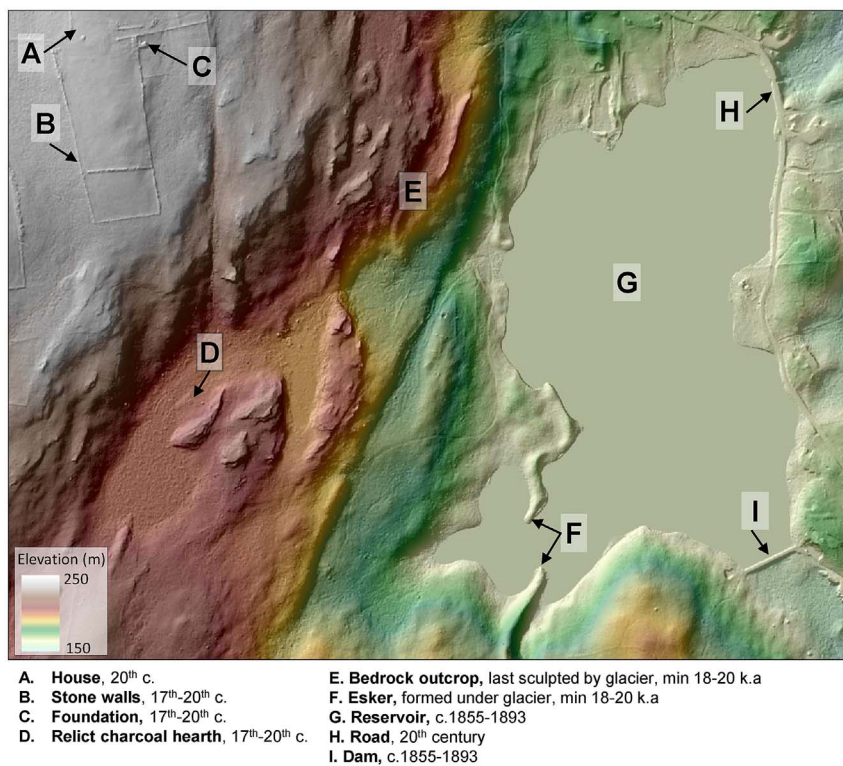 A
C
B
H
E
G
D
I
F
Elevation (m)
250
150
A. House, 20th c.
B. Stone walls, 17th-20th c.
C. Foundation, 17th-20th c.
D. Relict charcoal hearth, 17th-20th c.
E. Bedrock outcrop, last sculpted by glacier, min 18-20 k.a
F. Esker, formed under glacier, min 18-20 k.a
G. Reservoir, c.1855-1893
H. Road, 20th century
I. Dam, c.1855-1893